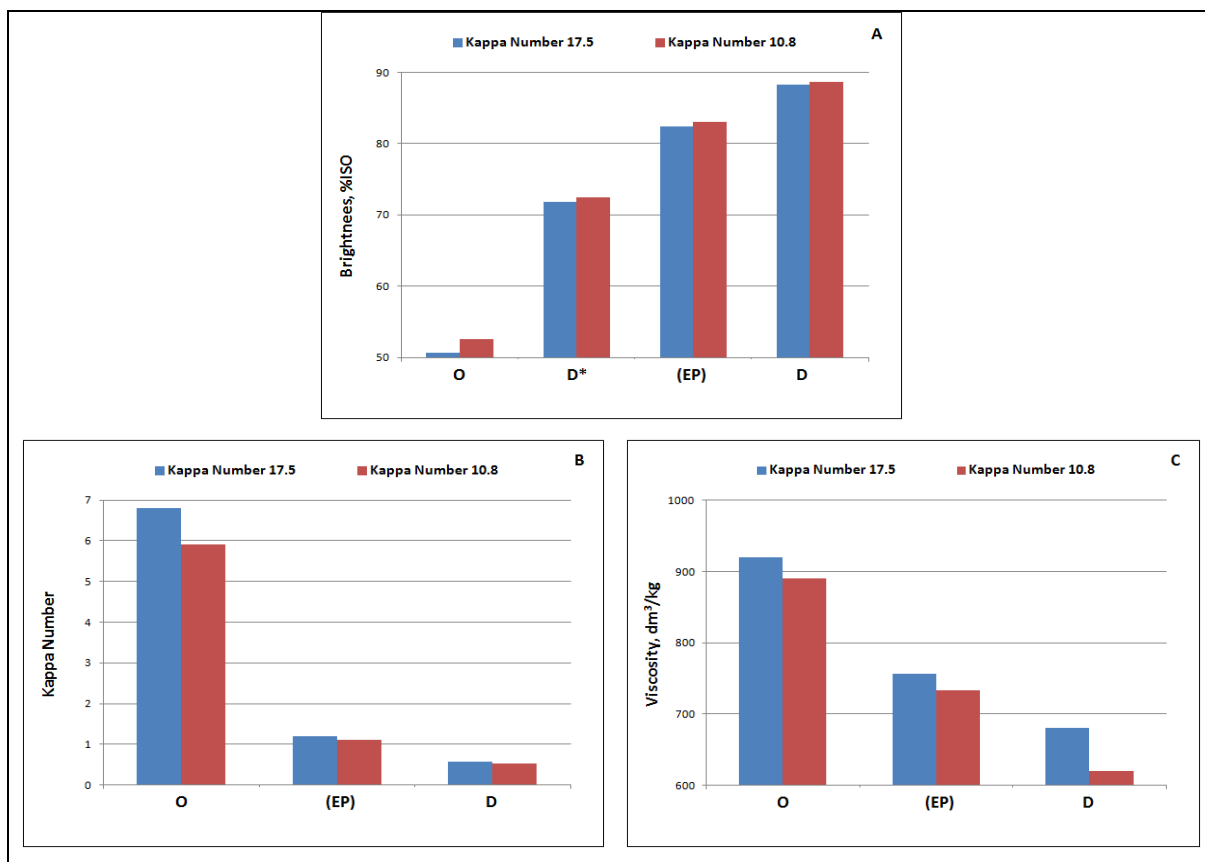 Kappa Number 17.5 Kappa Number 10.8 A
Brightnees, %ISO
90
80
70
60
50
O D* (EP) D
Kappa Number 17.5 Kappa Number 10.8 B
Kappa Number
7
6
5
4
3
2
1
0
O (EP) D
Kappa Number 17.5 Kappa Number 10.8 C
Viscosity, dm³/kg
1000
900
800
700
600
O (EP) D